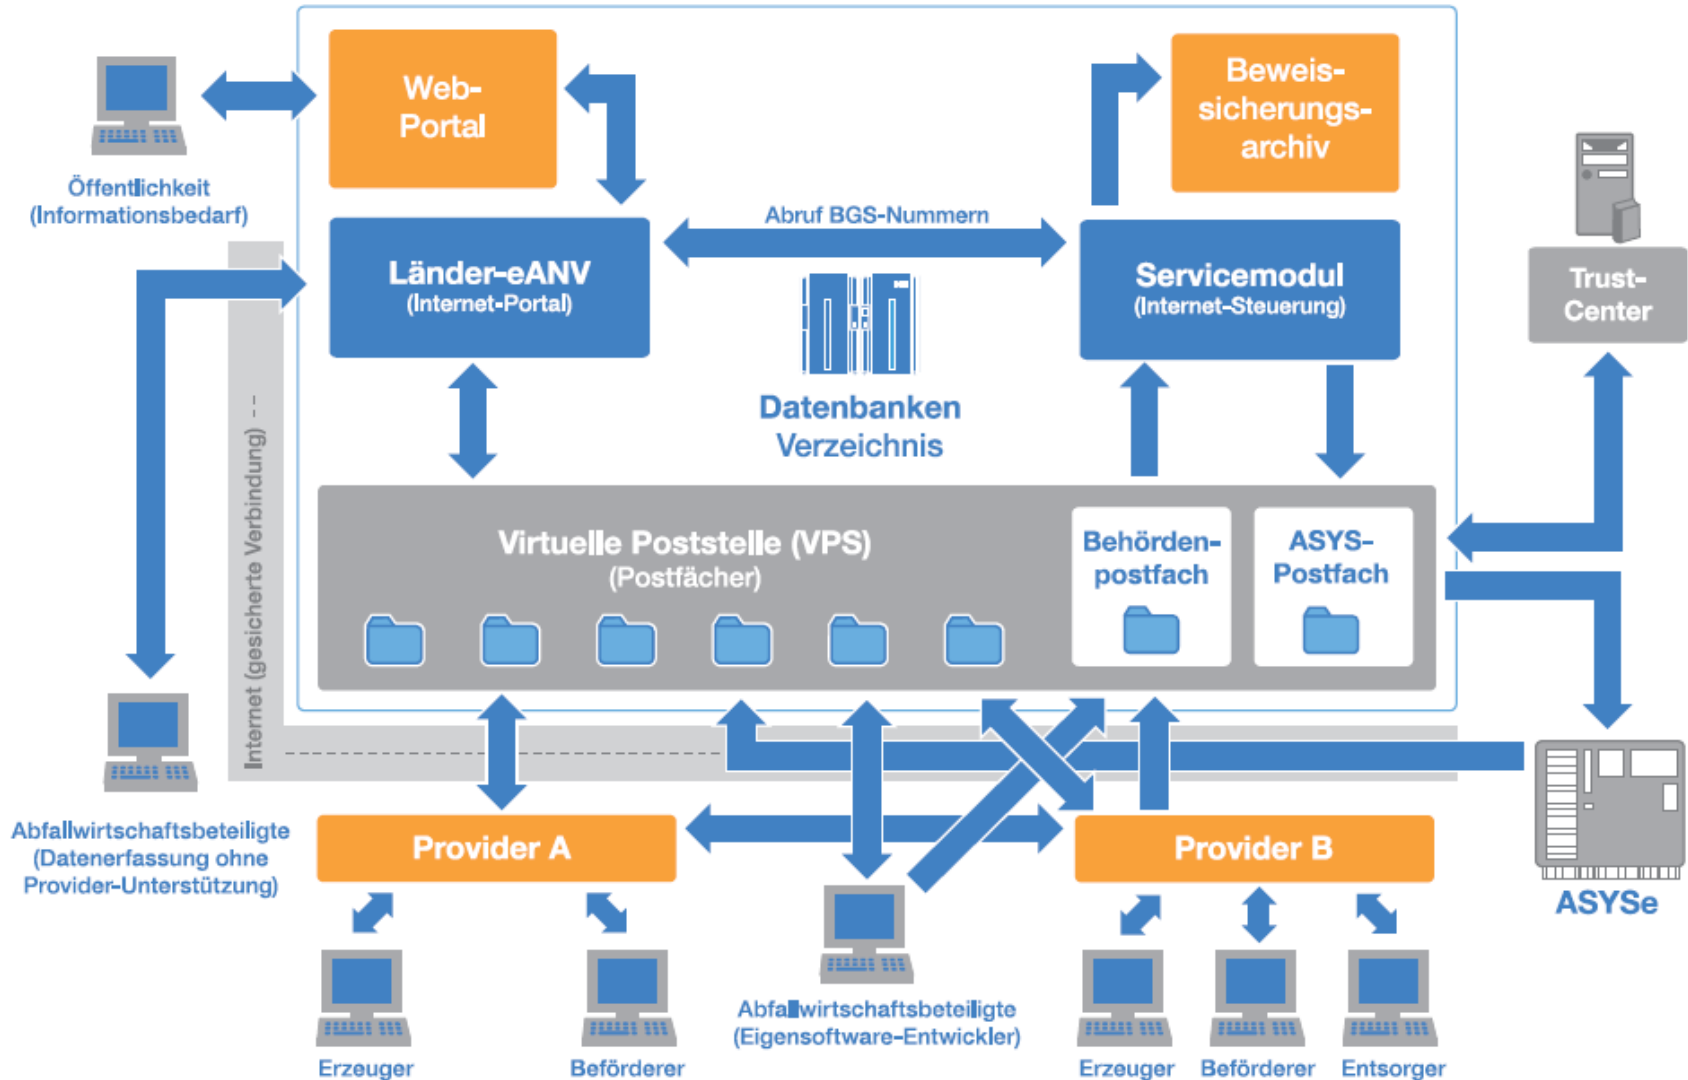 Web-
Portal
Beweis-
sicherungs-
archiv
Öffentlichkeit
(Informationsbedarf)
Abruf BGS-Nummern
Länder-eANV
(Internet-Portal)
Servicemodul
(Internet-Steuerung)
Trust-
Center
Datenbanken
Verzeichnis
Internet (gesicherte Verbindung)
Virtuelle Poststelle (VPS)
(Postfächer)
Behörden-
postfach
ASYS-
Postfach
Abfallwirtschaftsbeteiligte
(Datenerfassung ohne
Provider-Unterstützung)
Provider A
Provider B
ASYSe
Abfallwirtschaftsbeteiligte
(Eigensoftware-Entwickler)
Erzeuger
Beförderer
Erzeuger
Beförderer
Entsorger